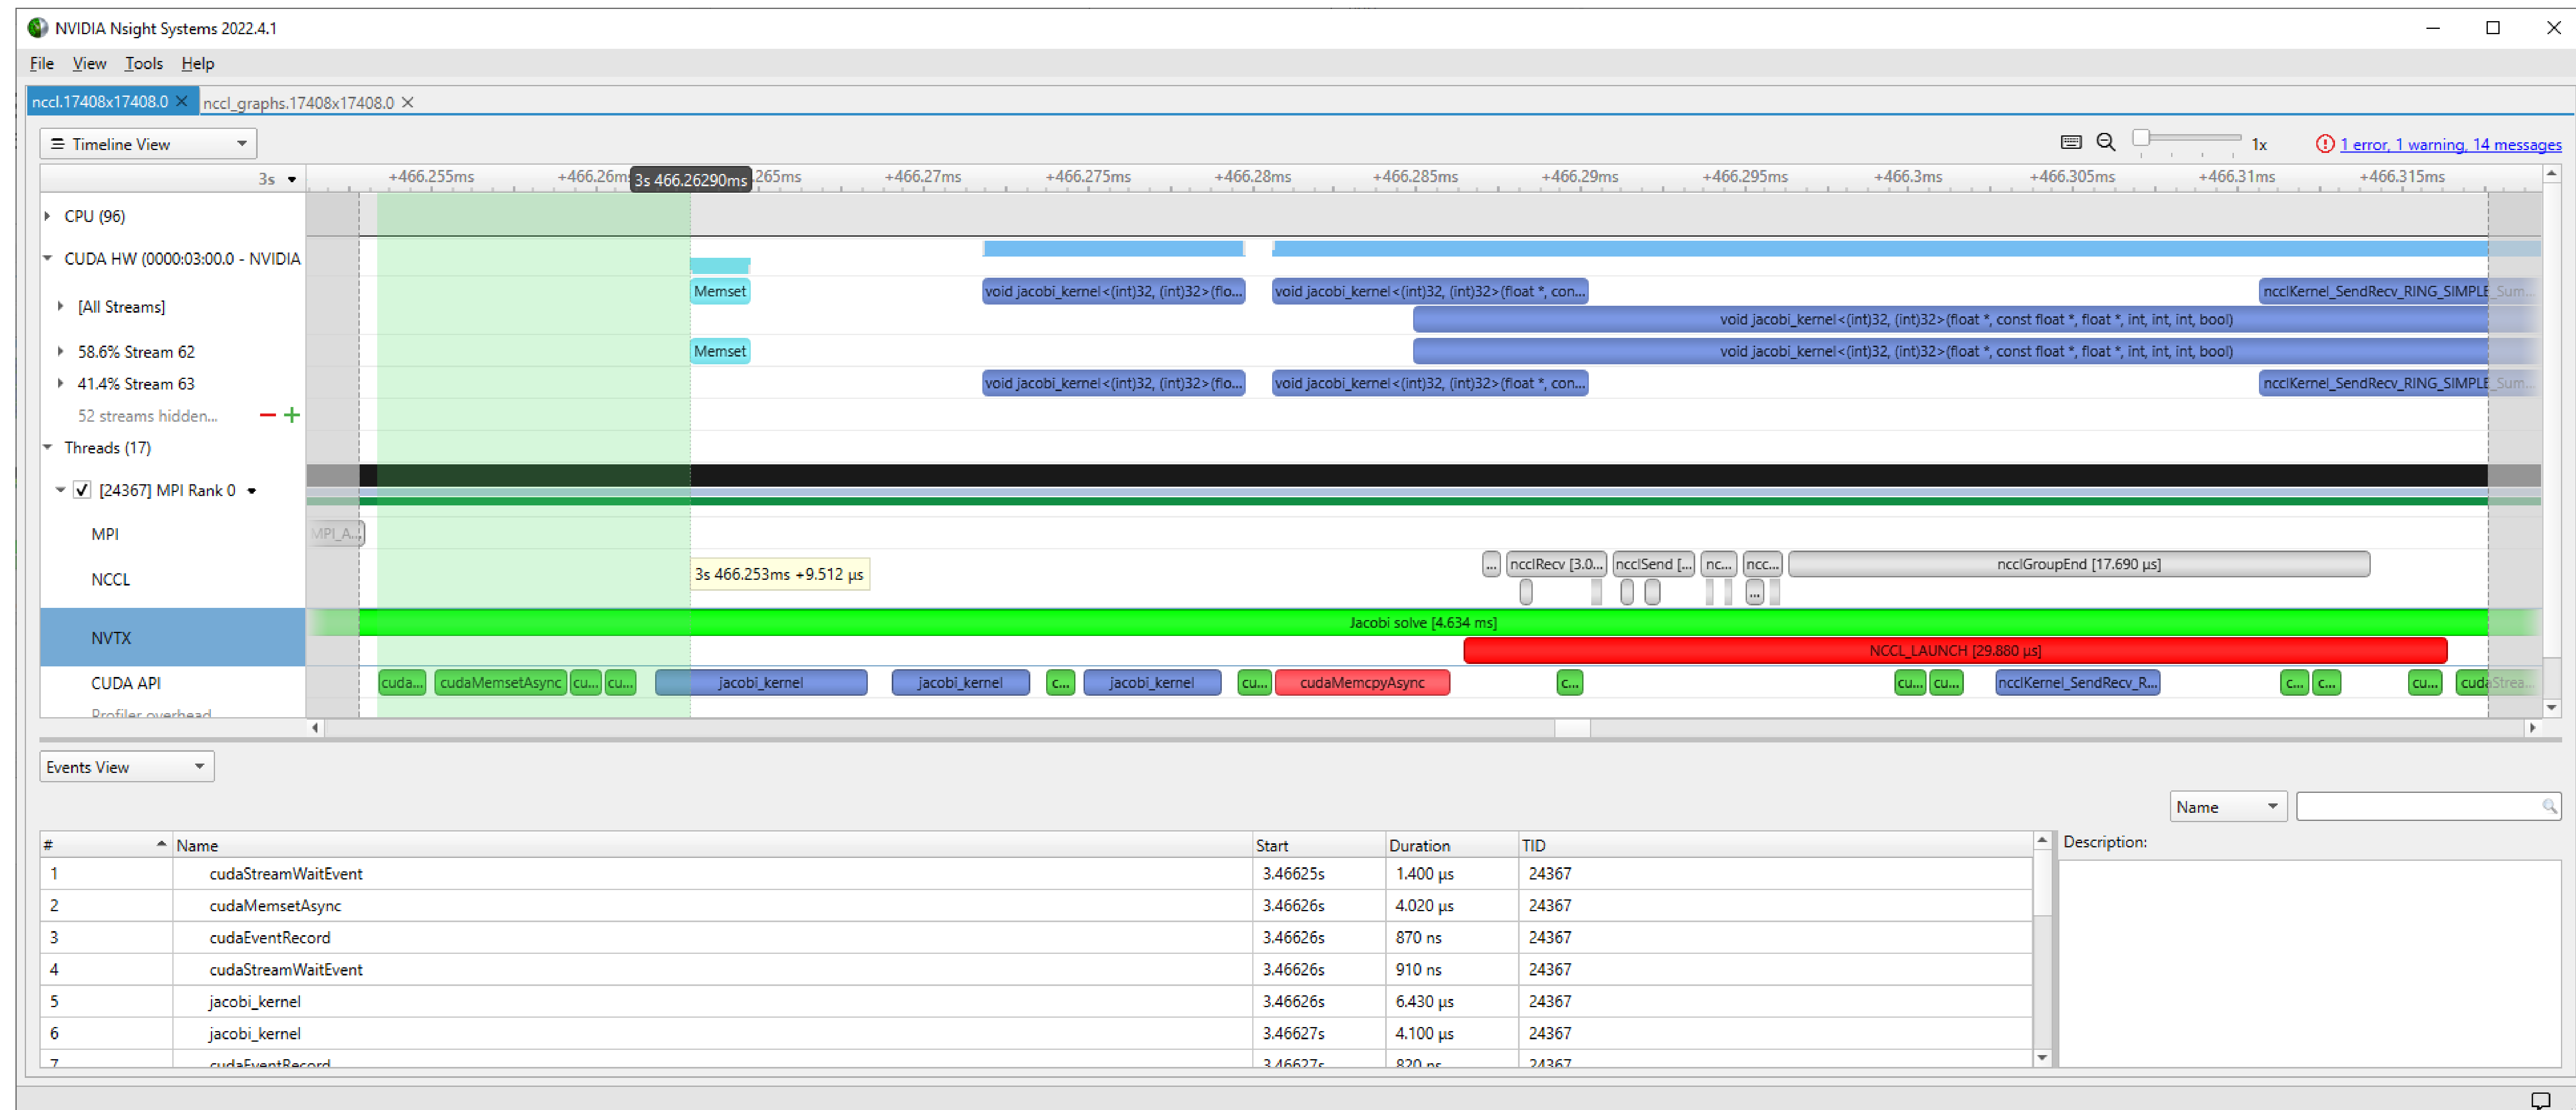 NVIDIA Nsight Systems 2022.4.1
File View Tools Help
nccl.17408x17408.0 nccl_graphs.17408x17408.0
Timeline View 1x 1 error, 1 warning, 14 messages
3s +466.255ms +466.26ms 3s 466.26290ms 265ms +466.27ms +466.275ms +466.28ms +466.285ms +466.29ms +466.295ms +466.3ms +466.305ms +466.31ms +466.315ms
CPU (96)
CUDA HW (0000:03:00.0 - NVIDIA
Memset void jacobi_kernel<(int)32, (int)32>(flo... void jacobi_kernel<(int)32, (int)32>(float *, con... ncclKernel_SendRecv_RING_SIMPLE_Sum...
[All Streams]
void jacobi_kernel<(int)32, (int)32>(float *, const float *, float *, int, int, int, bool)
58.6% Stream 62 Memset void jacobi_kernel<(int)32, (int)32>(float *, const float *, float *, int, int, int, bool)
41.4% Stream 63 void jacobi_kernel<(int)32, (int)32>(flo... void jacobi_kernel<(int)32, (int)32>(float *, con... ncclKernel_SendRecv_RING_SIMPLE_Sum...
52 streams hidden... − +
Threads (17)
[24367] MPI Rank 0
MPI MPI_A...
NCCL 3s 466.253ms +9.512 µs ... ncclRecv [3.0... ncclSend [... nc... ncc... ncclGroupEnd [17.690 µs]
...
Jacobi solve [4.634 ms]
NVTX
NCCL_LAUNCH [29.880 µs]
CUDA API cuda... cudaMemsetAsync cu... cu... jacobi_kernel jacobi_kernel c... jacobi_kernel cu... cudaMemcpyAsync c... cu... cu... ncclKernel_SendRecv_R... c... c... cu... cudaStrea...
Profiler overhead
Events View
Name
# Name Start Duration TID Description:
1 cudaStreamWaitEvent 3.46625s 1.400 µs 24367
2 cudaMemsetAsync 3.46626s 4.020 µs 24367
3 cudaEventRecord 3.46626s 870 ns 24367
4 cudaStreamWaitEvent 3.46626s 910 ns 24367
5 jacobi_kernel 3.46626s 6.430 µs 24367
6 jacobi_kernel 3.46627s 4.100 µs 24367
7 cudaEventRecord 3.46627s 820 ns 24367